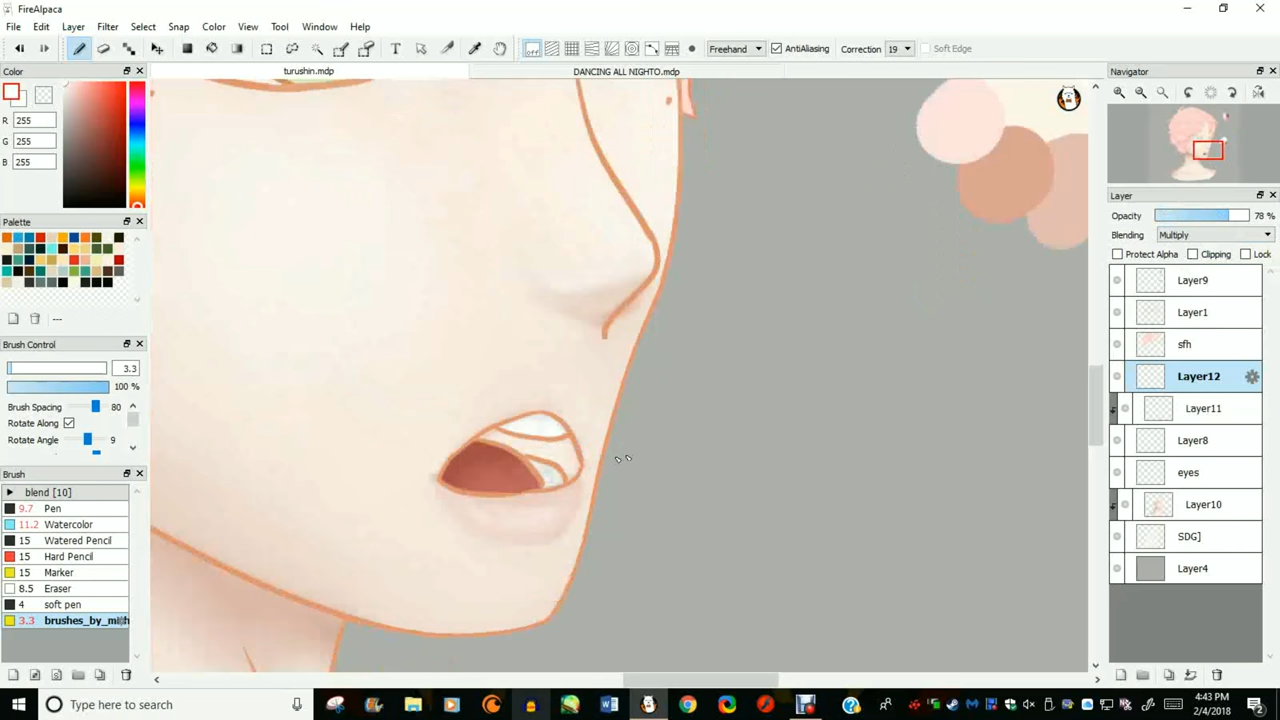 FireAlpaca
File Edit Layer Filter Select Snap Color View Tool Window Help
Freehand AntiAliasing Correction 19 Soft Edge
Color
turushin.mdp
DANCING ALL NIGHTO.mdp
Navigator
R 255
G 255
B 255
Layer
Opacity 78 %
Blending Multiply
Protect Alpha Clipping Lock
Palette
---
Layer9
Layer1
sfh
Layer12
Layer11
Layer8
eyes
Layer10
SDG]
Layer4
Brush Control
3.3
100 %
Brush Spacing 80
Rotate Along
Rotate Angle 9
Brush
blend [10]
9.7 Pen
11.2 Watercolor
15 Watered Pencil
15 Hard Pencil
15 Marker
8.5 Eraser
4 soft pen
3.3
Type here to search
4:43 PM
2/4/2018